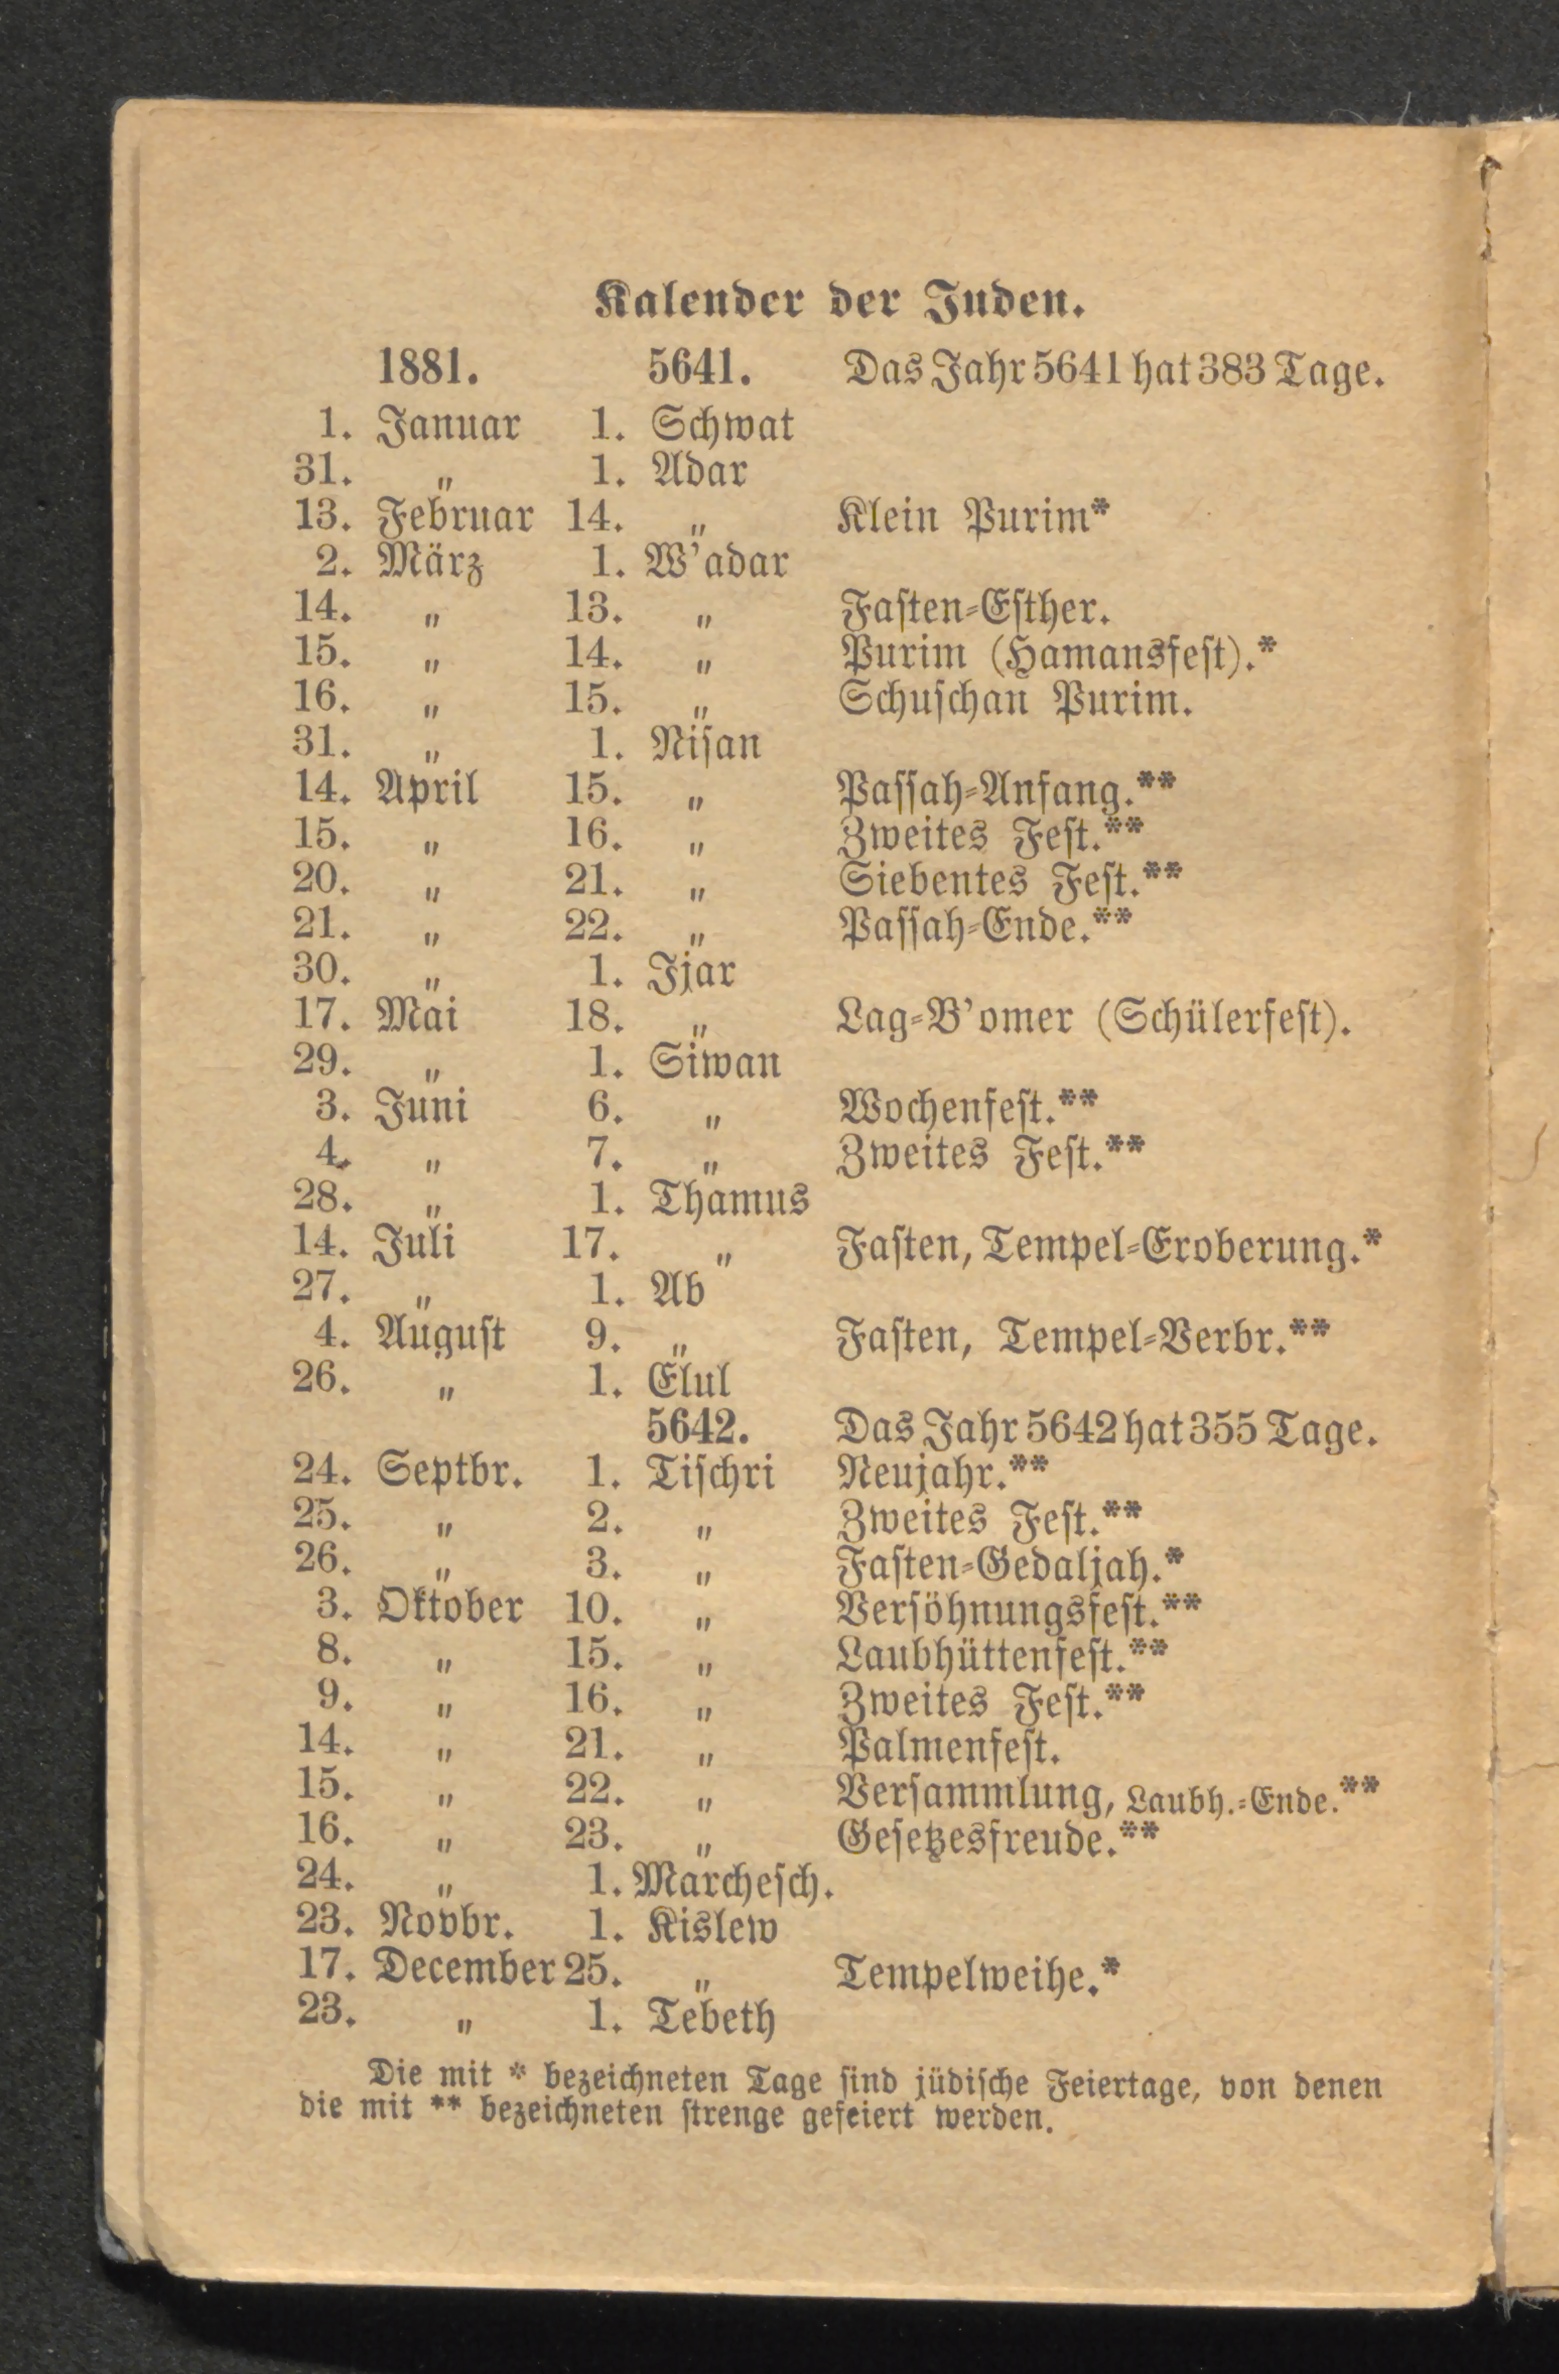 Kalender der Juden.
1881. 5641. Das Jahr 5641 hat 383 Tage.
1. Januar 1. Schwat
31. „ 1. Adar
13. Februar 14. „ Klein Purim*
2. März 1. W'adar
14. „ 13. „ Faſten-Eſther.
15. „ 14. „ Purim (Hamansfeſt).*
16. „ 15. „ Schuſchan Purim.
31. „ 1. Niſan
14. April 15. „ Paſſah-Anfang.**
15. „ 16. „ Zweites Feſt.**
20. „ 21. „ Siebentes Feſt.**
21. „ 22. „ Paſſah-Ende.**
30. „ 1. Ijar
17. Mai 18. „ Lag-B'omer (Schülerfeſt).
29. „ 1. Siwan
3. Juni 6. „ Wochenfeſt.**
4. „ 7. „ Zweites Feſt.**
28. „ 1. Thamus
14. Juli 17. „ Faſten, Tempel-Eroberung.*
27. „ 1. Ab
4. Auguſt 9. „ Faſten, Tempel-Verbr.**
26. „ 1. Elul
5642. Das Jahr 5642 hat 355 Tage.
24. Septbr. 1. Tiſchri Neujahr.**
25. „ 2. „ Zweites Feſt.**
26. „ 3. „ Faſten-Gedaljah.*
3. Oktober 10. „ Verſöhnungsfeſt.**
8. „ 15. „ Laubhüttenfeſt.**
9. „ 16. „ Zweites Feſt.**
14. „ 21. „ Palmenfeſt.
15. „ 22. „ Verſammlung, Laubh.-Ende.**
16. „ 23. „ Geſetzesfreude.**
24. „ 1. Marcheſch.
23. Novbr. 1. Kislew
17. December 25. „ Tempelweihe.*
23. „ 1. Tebeth
Die mit * bezeichneten Tage ſind jüdiſche Feiertage, von denen
die mit ** bezeichneten ſtrenge gefeiert werden.